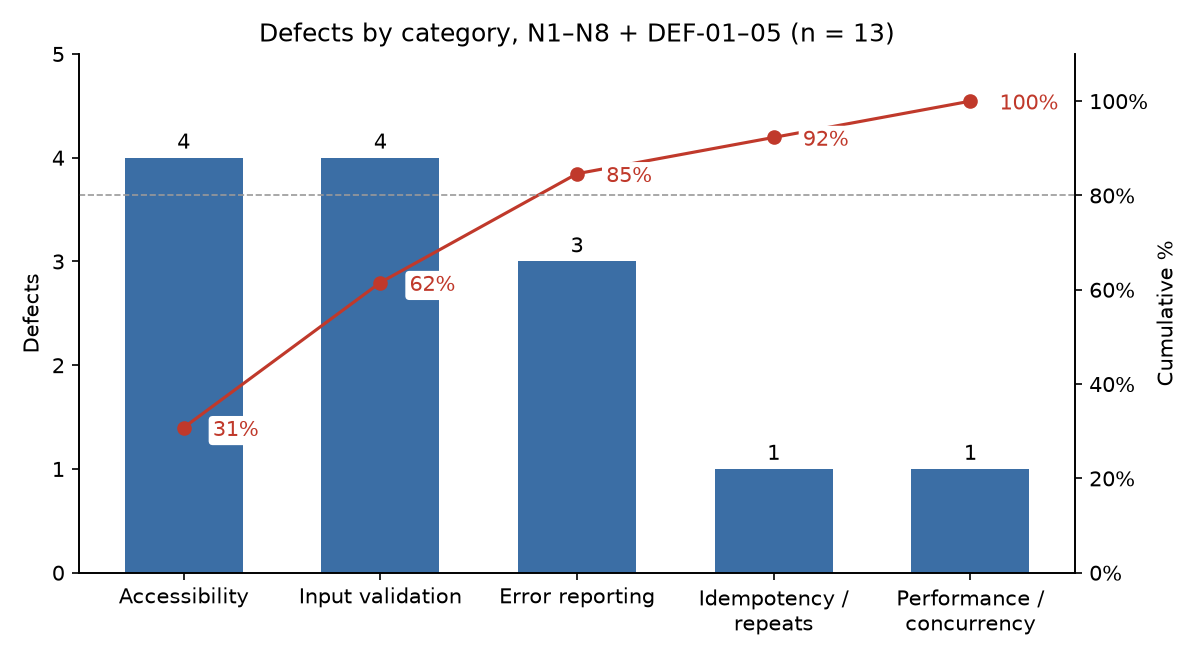 Defects by category, N1–N8 + DEF-01–05 (n = 13)
Defects
5
4
3
2
1
0
4
4
3
1
1
31%
62%
85%
92%
100%
100%
80%
60%
40%
20%
0%
Cumulative %
Accessibility
Input validation
Error reporting
Idempotency /
repeats
Performance /
concurrency